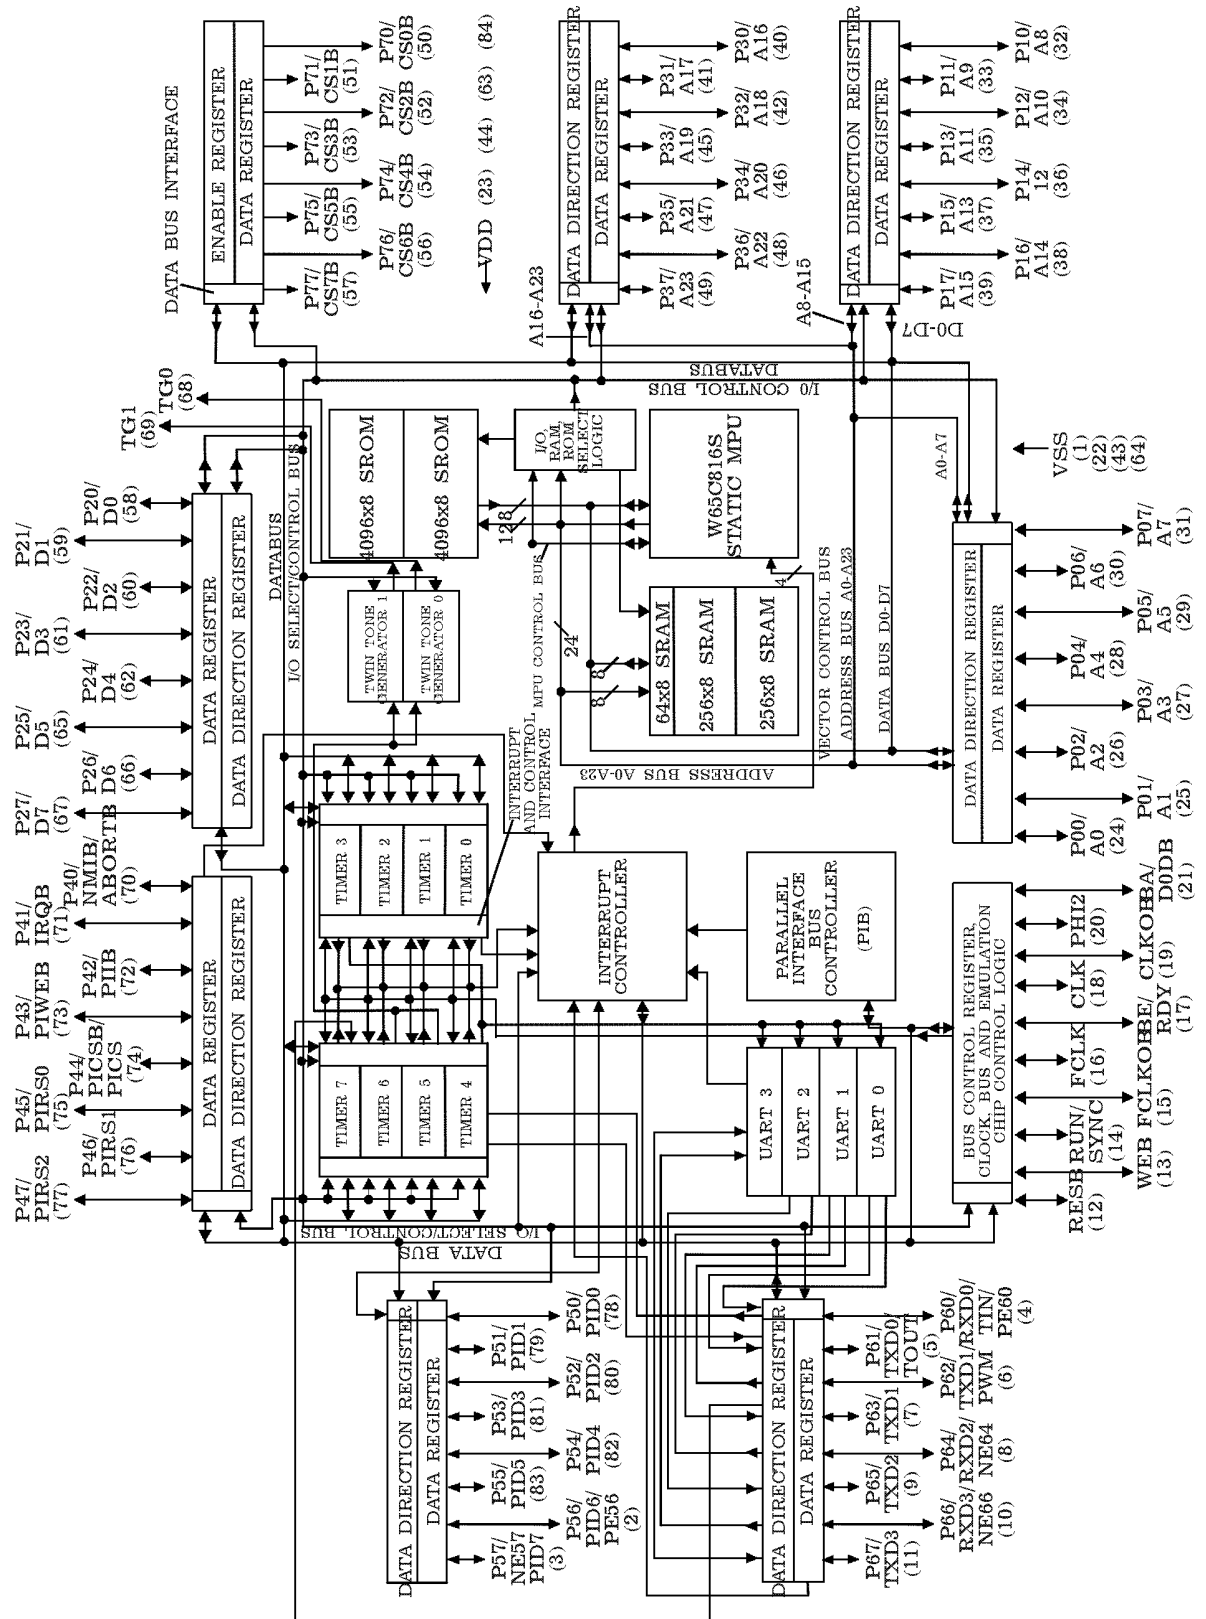 DATA BUS INTERFACE
ENABLE REGISTER
DATA REGISTER
P77/
CS7B
(57)
P76/
CS6B
(56)
P75/
CS5B
(55)
P74/
CS4B
(54)
P73/
CS3B
(53)
P72/
CS2B
(52)
P71/
CS1B
(51)
P70/
CS0B
(50)
VDD (23) (44) (63) (84)
A16-A23
DATA DIRECTION REGISTER
DATA REGISTER
P37/
A23
(49)
P36/
A22
(48)
P35/
A21
(47)
P34/
A20
(46)
P33/
A19
(45)
P32/
A18
(42)
P31/
A17
(41)
P30/
A16
(40)
A8-A15
DATA DIRECTION REGISTER
DATA REGISTER
D0-D7
P17/
A15
(39)
P16/
A14
(38)
P15/
A13
(37)
P14/
12
(36)
P13/
A11
(35)
P12/
A10
(34)
P11/
A9
(33)
P10/
A8
(32)
TG1
(69)
TG0
(68)
DATABUS
I/O CONTROL BUS
P27/
D7
(67)
P26/
D6
(66)
P25/
D5
(65)
P24/
D4
(62)
P23/
D3
(61)
P22/
D2
(60)
P21/
D1
(59)
P20/
D0
(58)
DATA REGISTER
DATA DIRECTION REGISTER
DATABUS
I/O SELECT/CONTROL BUS
4096x8 SROM
4096x8 SROM
I/O,
RAM,
ROM
SELECT
LOGIC
W65C816S
STATIC MPU
128
TWIN TONE
GENERATOR 1
TWIN TONE
GENERATOR 0
MPU CONTROL BUS
24
8
8
4
64x8 SRAM
256x8 SRAM
256x8 SRAM
ADDRESS BUS A0-A23
VECTOR CONTROL BUS
ADDRESS BUS A0-A23
DATA BUS D0-D7
A0-A7
VSS
(1)
(22)
(43)
(64)
DATA DIRECTION REGISTER
DATA REGISTER
P00/
A0
(24)
P01/
A1
(25)
P02/
A2
(26)
P03/
A3
(27)
P04/
A4
(28)
P05/
A5
(29)
P06/
A6
(30)
P07/
A7
(31)
INTERRUPT
AND CONTROL
INTERFACE
TIMER 3
TIMER 2
TIMER 1
TIMER 0
TIMER 7
TIMER 6
TIMER 5
TIMER 4
P47/
PIRS2
(77)
P46/
PIRS1
(76)
P45/
PIRS0
(75)
P44/
PICSB/
PICS
(74)
P43/
PIWEB
(73)
P42/
PIIB
(72)
P41/
IRQB
(71)
P40/
NMIB/
ABORTB
(70)
DATA REGISTER
DATA DIRECTION REGISTER
I/O SELECT/CONTROL BUS
DATA BUS
INTERRUPT
CONTROLLER
PARALLEL
INTERFACE
BUS
CONTROLLER
(PIB)
UART 3
UART 2
UART 1
UART 0
BUS CONTROL REGISTER,
CLOCK, BUS AND EMULATION
CHIP CONTROL LOGIC
RESB
(12)
WEB
(13)
RUN/
SYNC
(14)
FCLKOB
(15)
FCLK
(16)
BE/
RDY
(17)
CLK
(18)
CLKOB
(19)
PHI2
(20)
BA/
D0DB
(21)
DATA DIRECTION REGISTER
DATA REGISTER
P57/
NE57
PID7
(3)
P56/
PID6/
PE56
(2)
P55/
PID5
(83)
P54/
PID4
(82)
P53/
PID3
(81)
P52/
PID2
(80)
P51/
PID1
(79)
P50/
PID0
(78)
DATA DIRECTION REGISTER
DATA REGISTER
P67/
TXD3
(11)
P66/
RXD3/
NE66
(10)
P65/
TXD2
(9)
P64/
RXD2/
NE64
(8)
P63/
TXD1
(7)
P62/
TXD1/
PWM
(6)
P61/
TXD0/
TOUT
(5)
P60/
RXD0/
TIN/
PE60
(4)